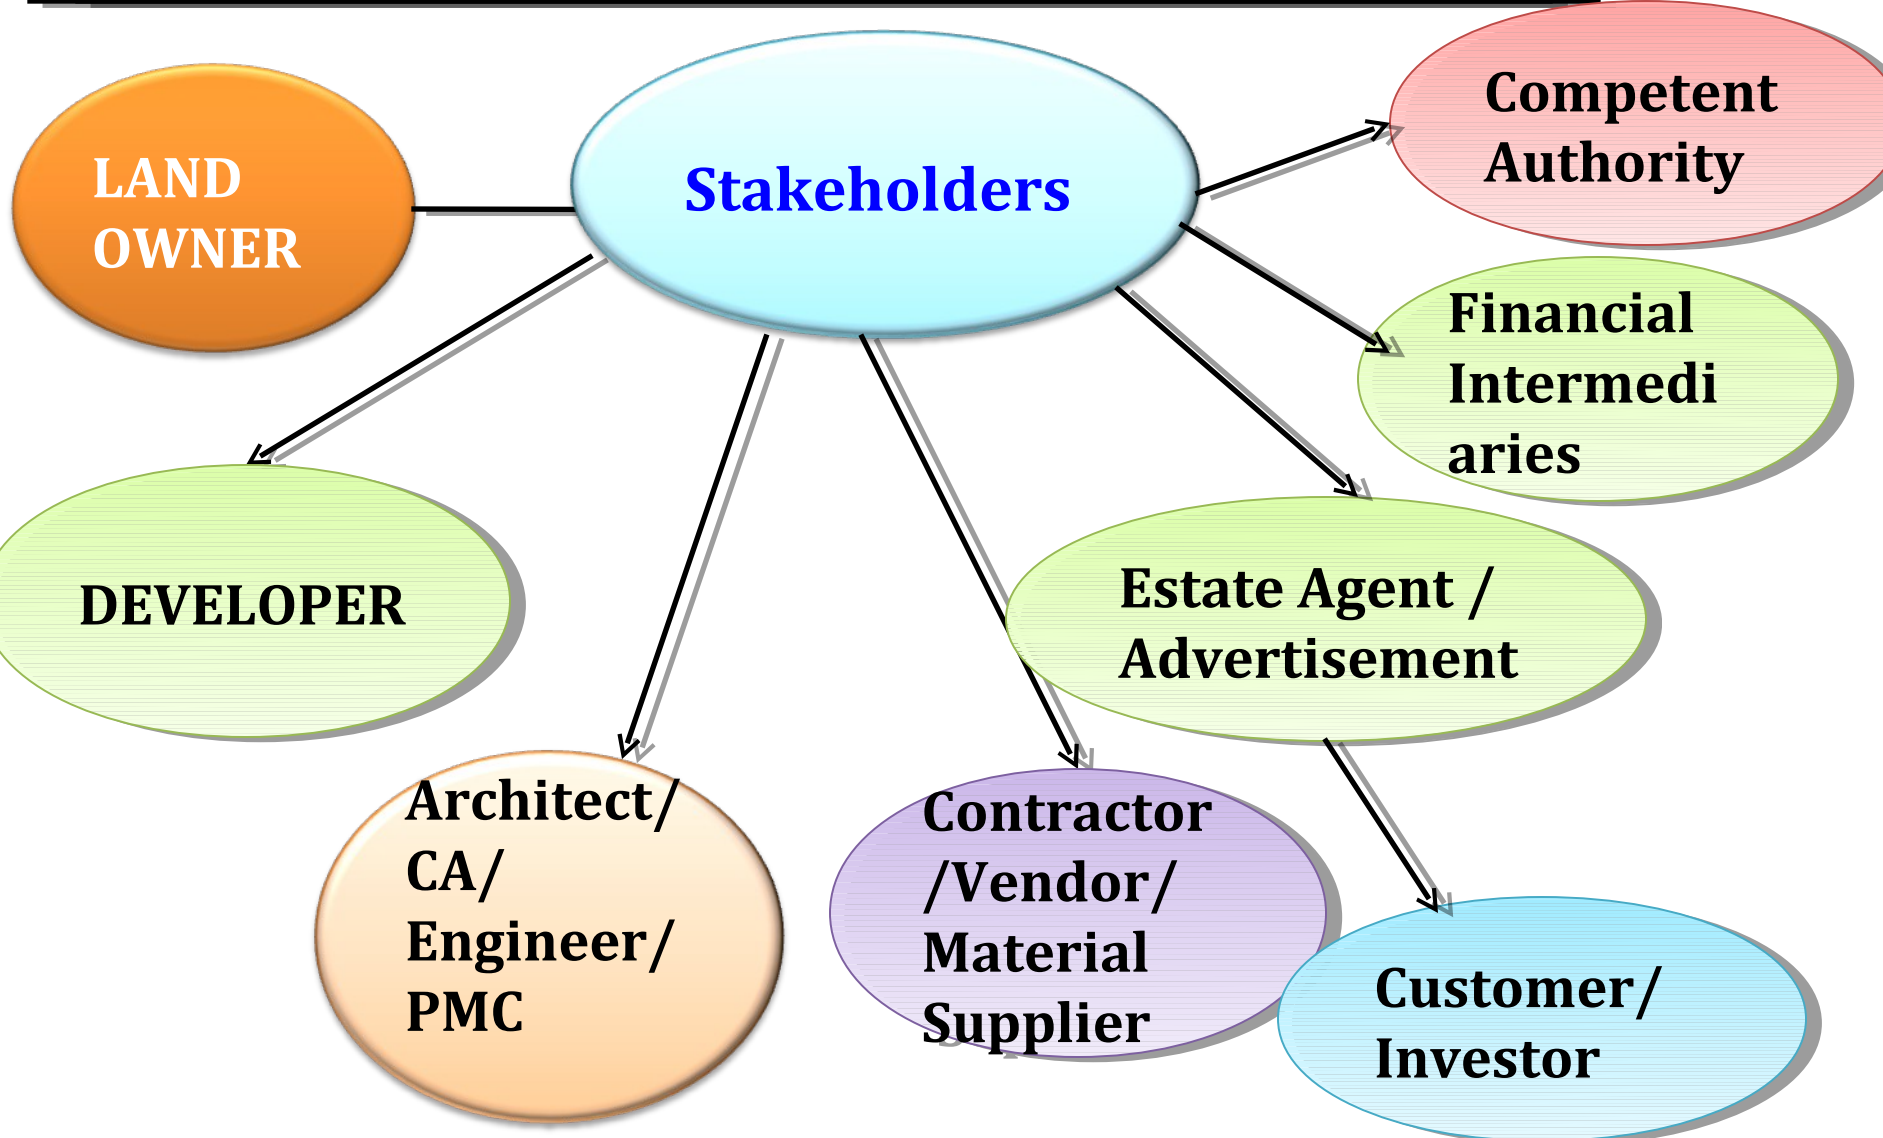 Stakeholders
LAND
OWNER
Competent
Authority
Financial
Intermedi
aries
DEVELOPER
Estate Agent /
Advertisement
Architect/
CA/
Engineer/
PMC
Contractor
/Vendor/
Material
Supplier
Customer/
Investor